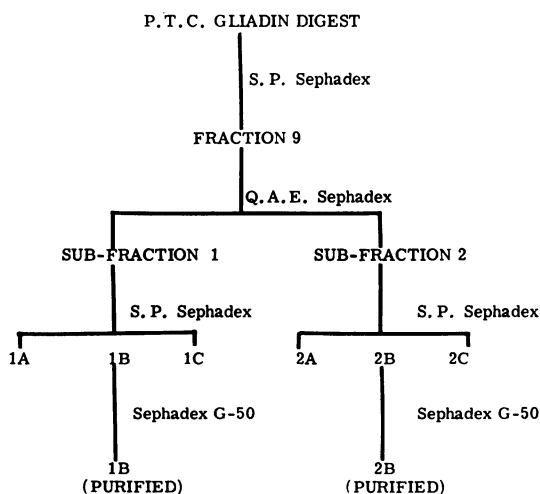 P.T.C. GLIADIN DIGEST
S.P. Sephadex
FRACTION 9
Q.A.E. Sephadex
SUB-FRACTION 1 SUB-FRACTION 2
S.P. Sephadex S.P. Sephadex
1A 1B 1C 2A 2B 2C
Sephadex G-50 Sephadex G-50
1B 2B
(PURIFIED) (PURIFIED)